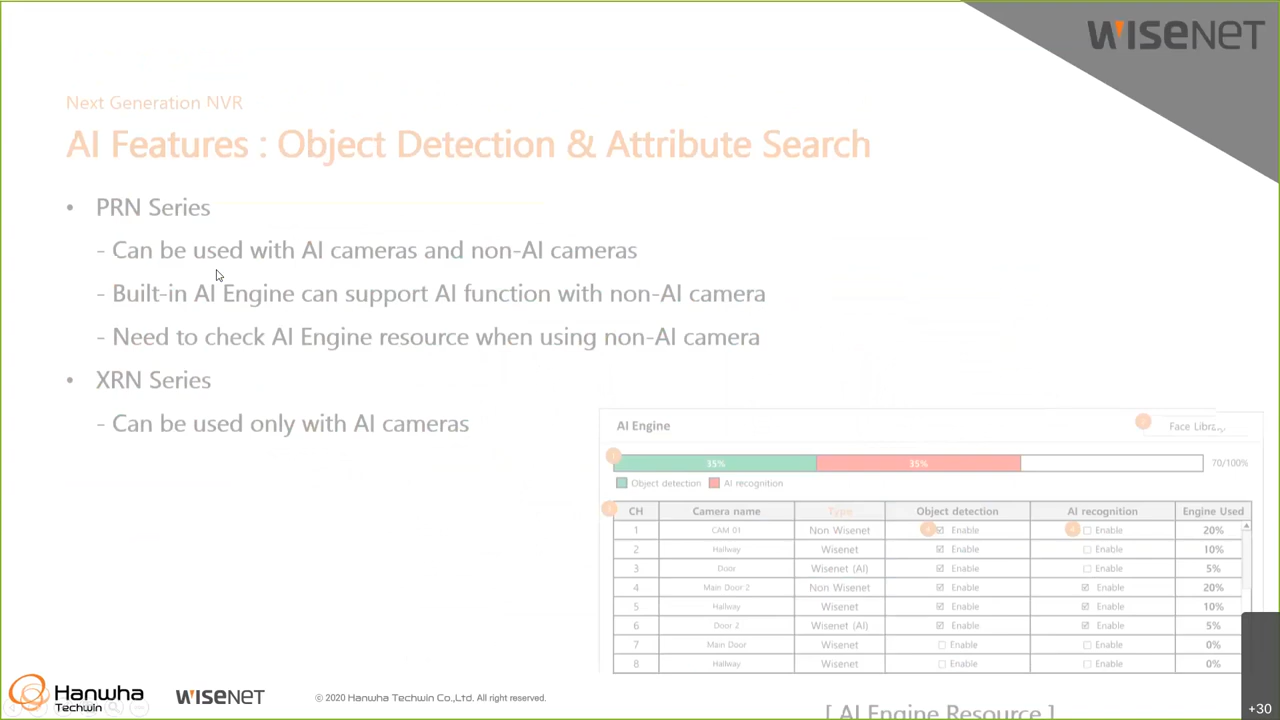 WISENET
Next Generation NVR
AI Features : Object Detection & Attribute Search
• PRN Series
- Can be used with AI cameras and non-AI cameras
- Built-in AI Engine can support AI function with non-AI camera
- Need to check AI Engine resource when using non-AI camera
• XRN Series
- Can be used only with AI cameras
AI Engine
35% 35% 70/100%
Object detection AI recognition
CH Camera name Type Object detection AI recognition Engine Used
1 CAM 01 Non Wisenet Enable Enable 20%
2 Hallway Wisenet Enable Enable 10%
3 Door Wisenet (AI) Enable Enable 5%
4 Main Door 2 Non Wisenet Enable Enable 20%
5 Hallway Wisenet Enable Enable 10%
6 Door 2 Wisenet (AI) Enable Enable 5%
7 Main Door Wisenet Enable Enable 0%
8 Hallway Wisenet Enable Enable 0%
[ AI Engine Resource ]
Hanwha
Techwin
WISENET
© 2020 Hanwha Techwin Co.,Ltd. All right reserved.
+30